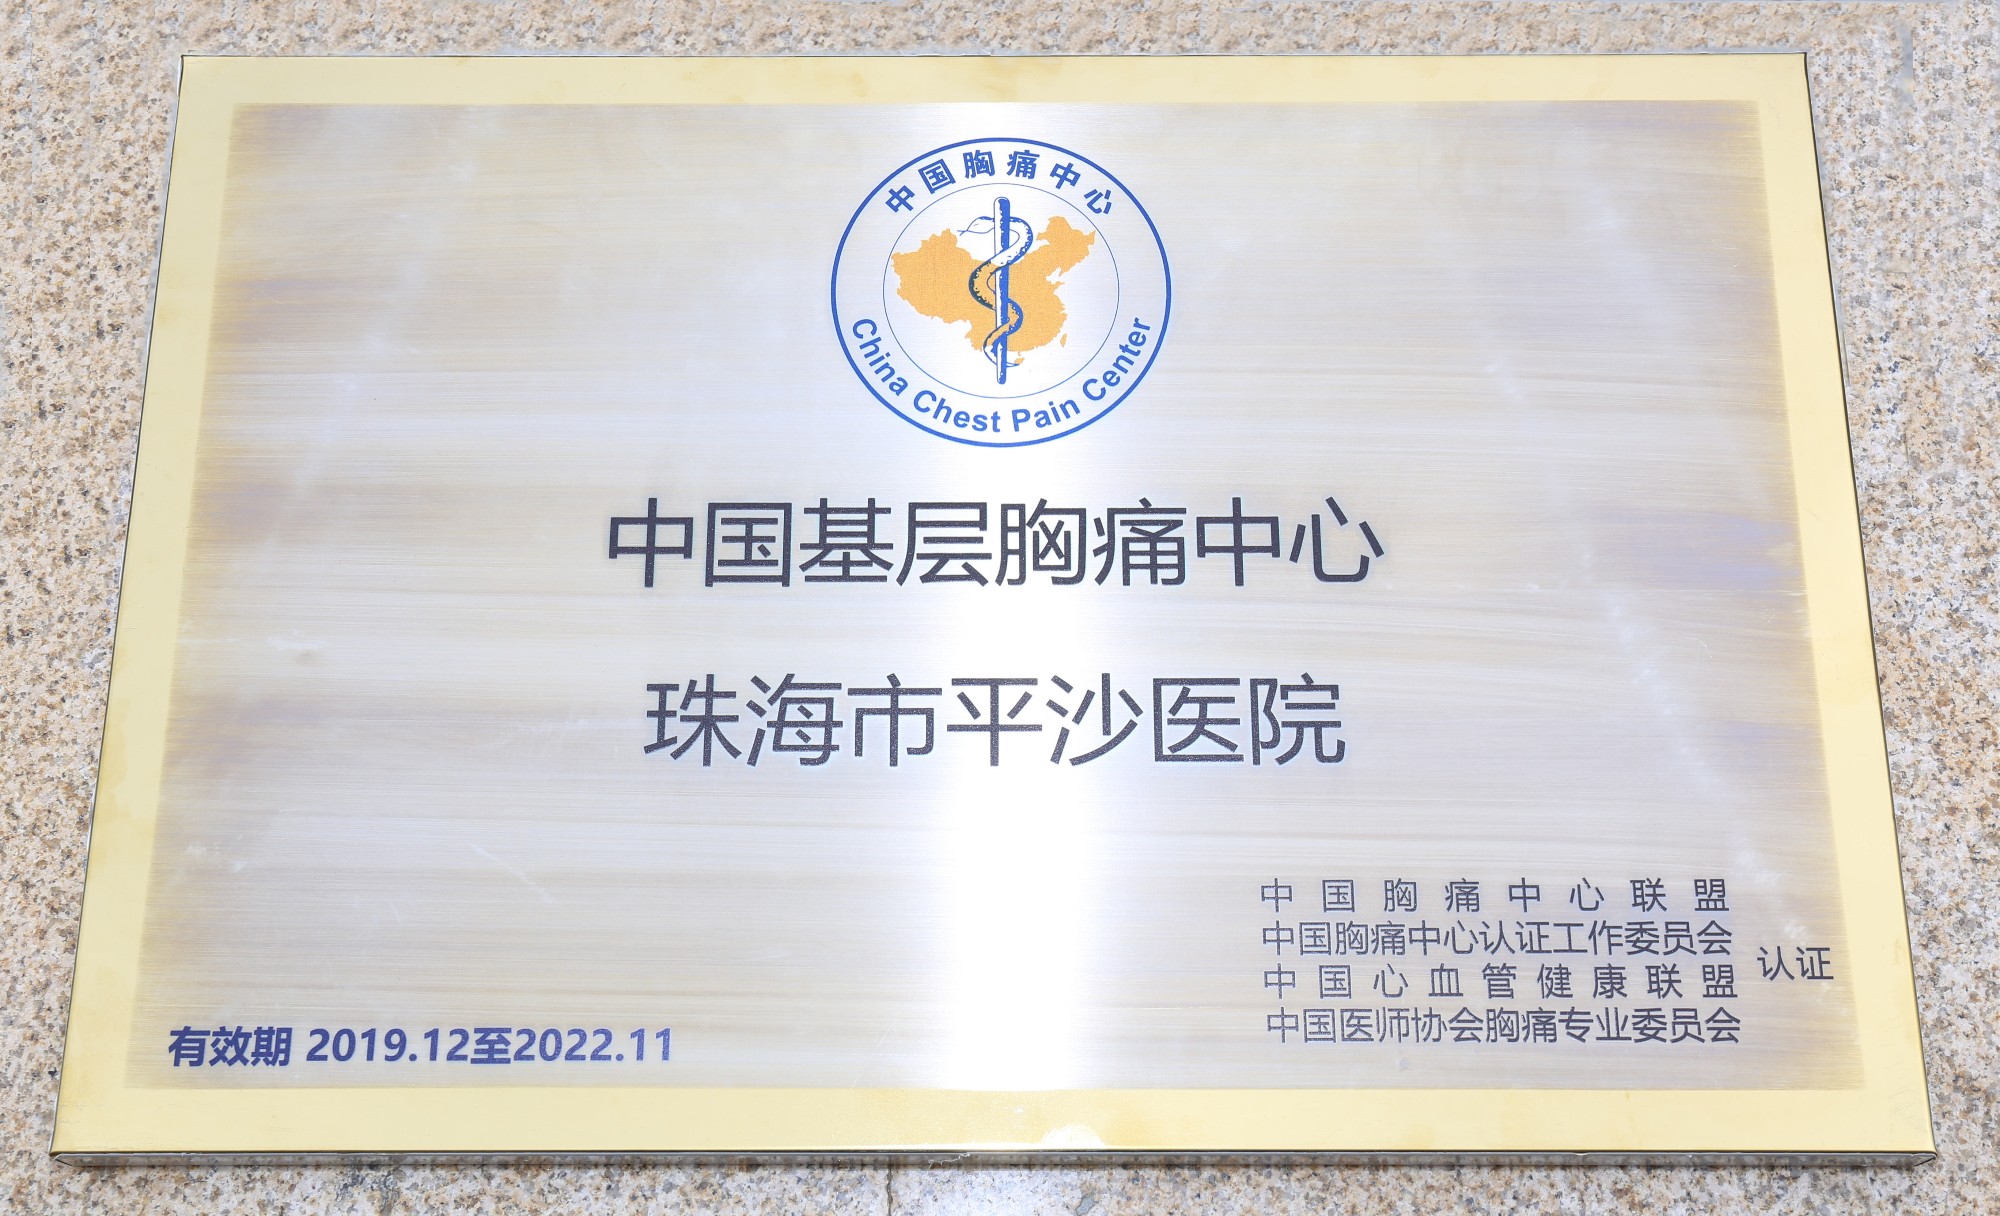 中国胸痛中心
China Chest Pain Center
中国基层胸痛中心
珠海市平沙医院
中国胸痛中心联盟
中国胸痛中心认证工作委员会
中国心血管健康联盟
中国医师协会胸痛专业委员会
认证
有效期 2019.12至2022.11